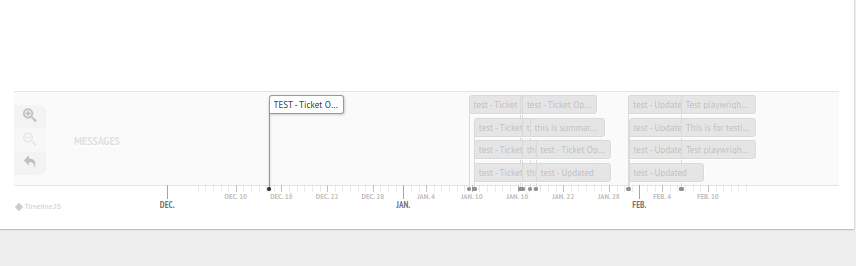 TEST - Ticket O...
test - Ticket
test - Ticket Op...
test - Update
Test playwrigh...
test - Ticket
this is summar...
test - Update
This is for testi...
MESSAGES
test - Ticket
test - Ticket Op...
test - Update
Test playwrigh...
test - Ticket
test - Updated
test - Updated
DEC. 10 DEC. 16 DEC. 22 DEC. 28 JAN. 4 JAN. 10 JAN. 16 JAN. 22 JAN. 28 FEB. 4 FEB. 10
DEC. JAN. FEB.
TimelineJS